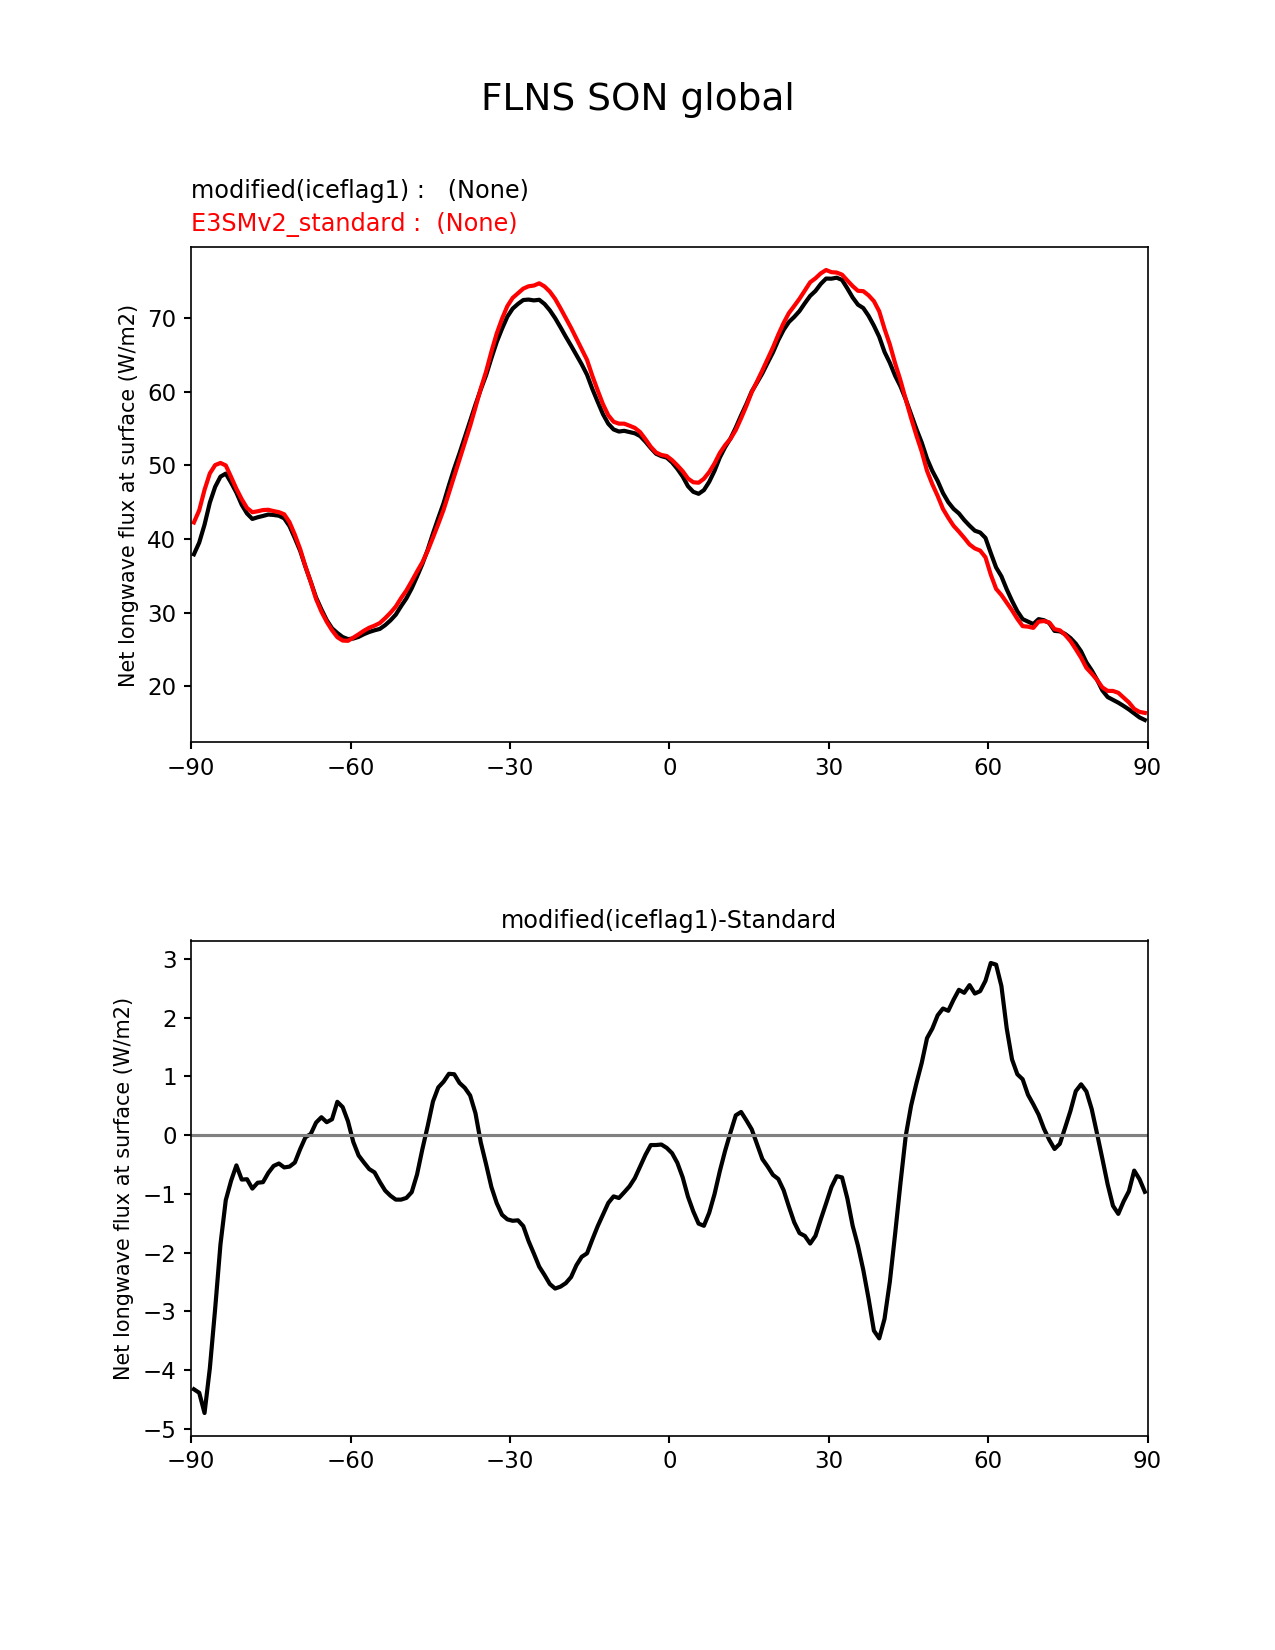 FLNS SON global
modified(iceflag1) : (None)
E3SMv2_standard : (None)
Net longwave flux at surface (W/m2)
70
60
50
40
30
20
−90 −60 −30 0 30 60 90
modified(iceflag1)-Standard
Net longwave flux at surface (W/m2)
3
2
1
0
−1
−2
−3
−4
−5
−90 −60 −30 0 30 60 90